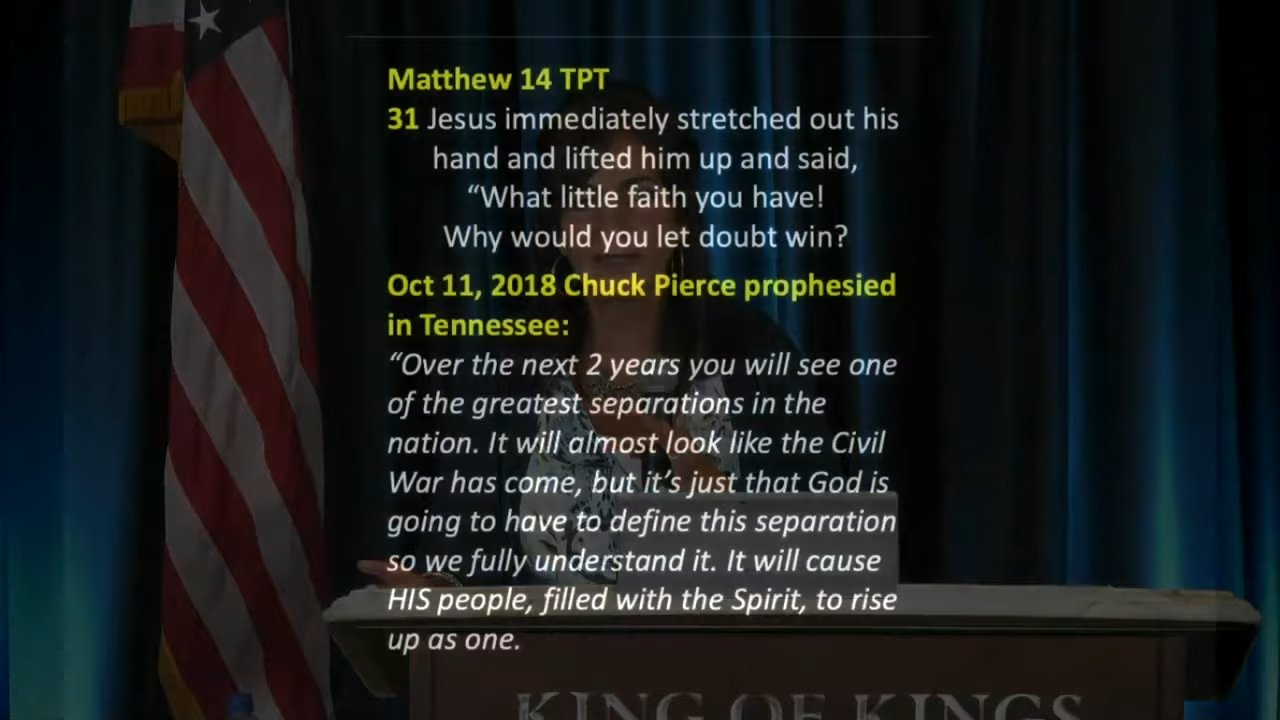 Matthew 14 TPT
31 Jesus immediately stretched out his
hand and lifted him up and said,
“What little faith you have!
Why would you let doubt win?
Oct 11, 2018 Chuck Pierce prophesied
in Tennessee:
“Over the next 2 years you will see one
of the greatest separations in the
nation. It will almost look like the Civil
War has come, but it’s just that God is
going to have to define this separation
so we fully understand it. It will cause
HIS people, filled with the Spirit, to rise
up as one.
KING OF KINGS